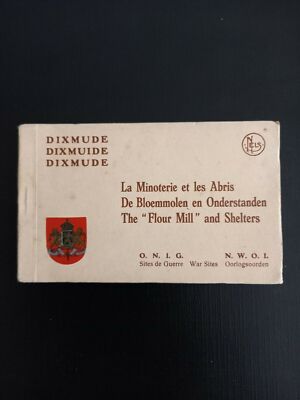 DIXMUDE
DIXMUIDE
DIXMUDE
NELS
La Minoterie et les Abris
De Bloemmolen en Onderstanden
The "Flour Mill" and Shelters
O. N. I. G.
N. W. O. I.
Sites de Guerre War Sites Oorlogsoorden